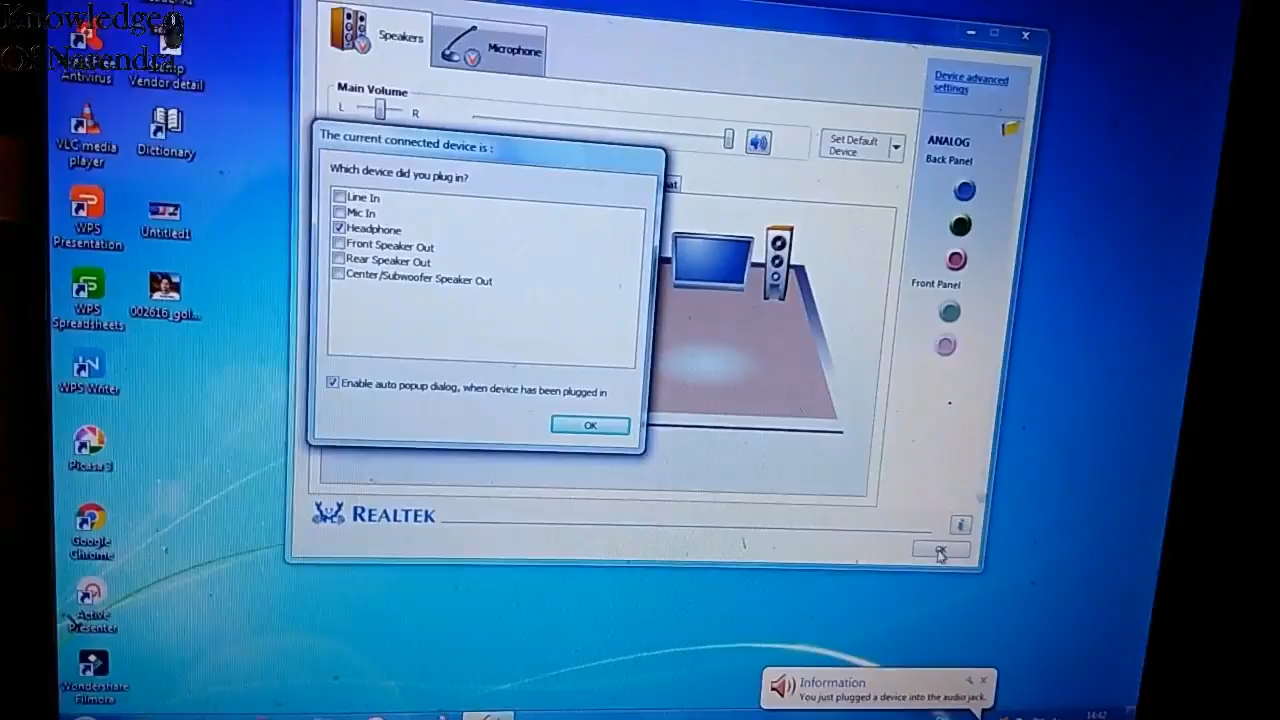 Knowledgeo
Of Narendra
Antivirus
Vendor detail
VLC media
player
Dictionary
WPS
Presentation
Untitled1
WPS
Spreadsheets
002616_gol...
WPS Writer
Picasa 3
Google
Chrome
Active
Presenter
Wondershare
Filmora
Speakers
Microphone
Device advanced
settings
Main Volume
L
R
Set Default
Device
ANALOG
Back Panel
Front Panel
The current connected device is :
Which device did you plug in?
Line In
Mic In
Headphone
Front Speaker Out
Rear Speaker Out
Center/Subwoofer Speaker Out
Enable auto popup dialog, when device has been plugged in
OK
REALTEK
OK
Information
You just plugged a device into the audio jack.
14:42